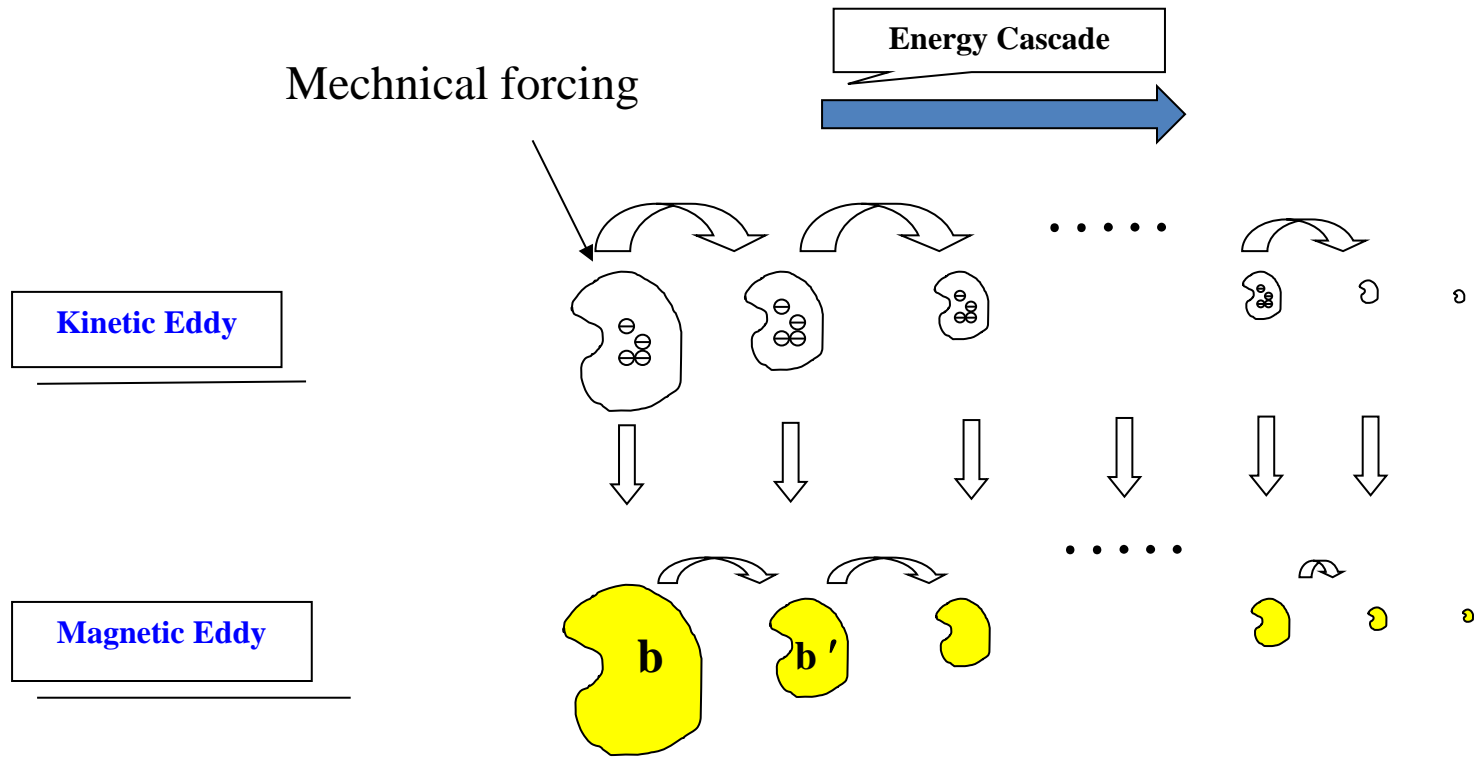 Energy Cascade
Mechnical forcing
Kinetic Eddy
Magnetic Eddy
b
b ′